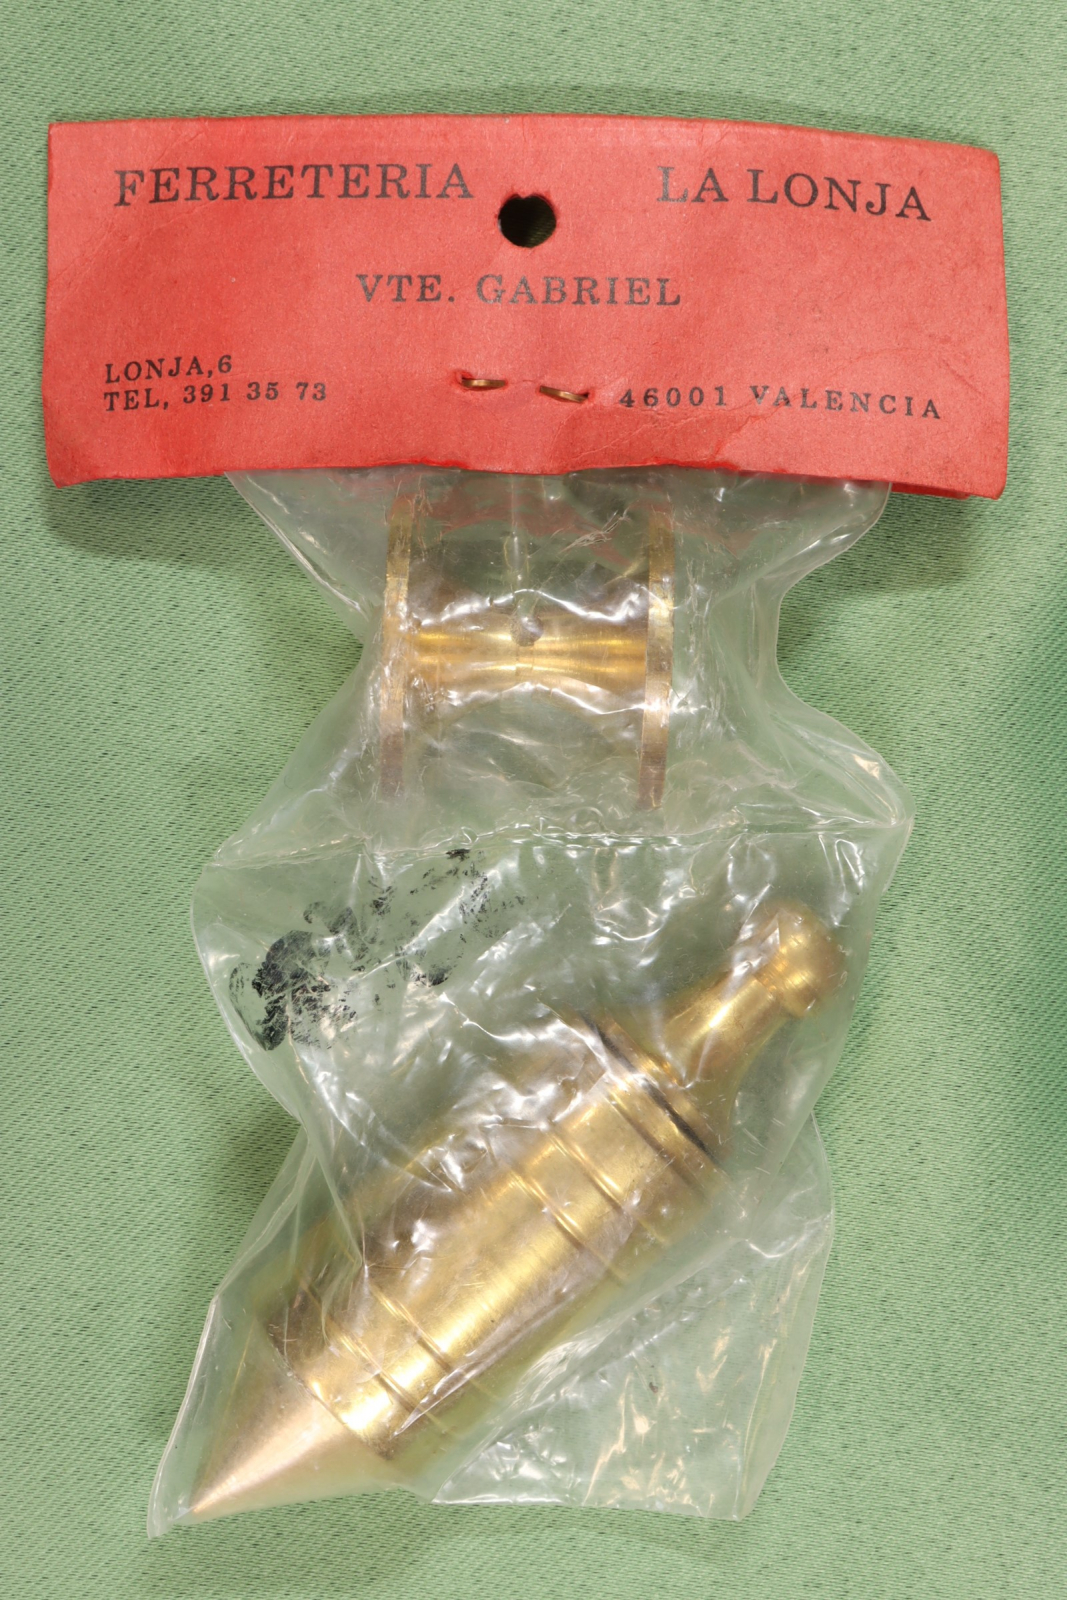 FERRETERIA LA LONJA
VTE. GABRIEL
LONJA,6
TEL, 391 35 73 46001 VALENCIA